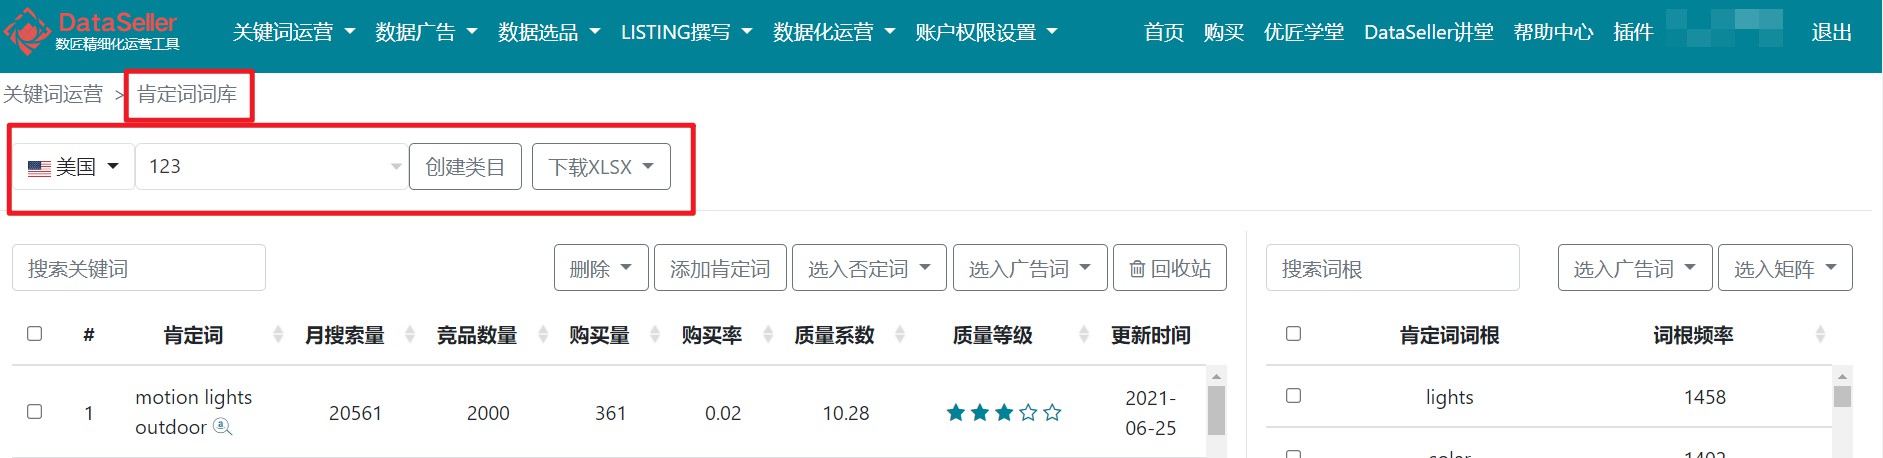 DataSeller
数匠精细化运营工具
关键词运营 数据广告 数据选品 LISTING撰写 数据化运营 账户权限设置 首页 购买 优匠学堂 DataSeller讲堂 帮助中心 插件 退出
关键词运营 > 肯定词词库
美国 123 创建类目 下载XLSX
搜索关键词 删除 添加肯定词 选入否定词 选入广告词 回收站 搜索词根 选入广告词 选入矩阵
# 肯定词 月搜索量 竞品数量 购买量 购买率 质量系数 质量等级 更新时间 肯定词词根 词根频率
1 motion lights outdoor 20561 2000 361 0.02 10.28 2021-06-25 lights 1458
solar 1402